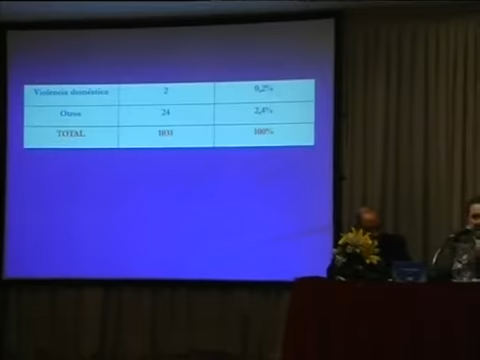 Violencia doméstica 2 0,2%
Otros 24 2,4%
TOTAL 1031 100%